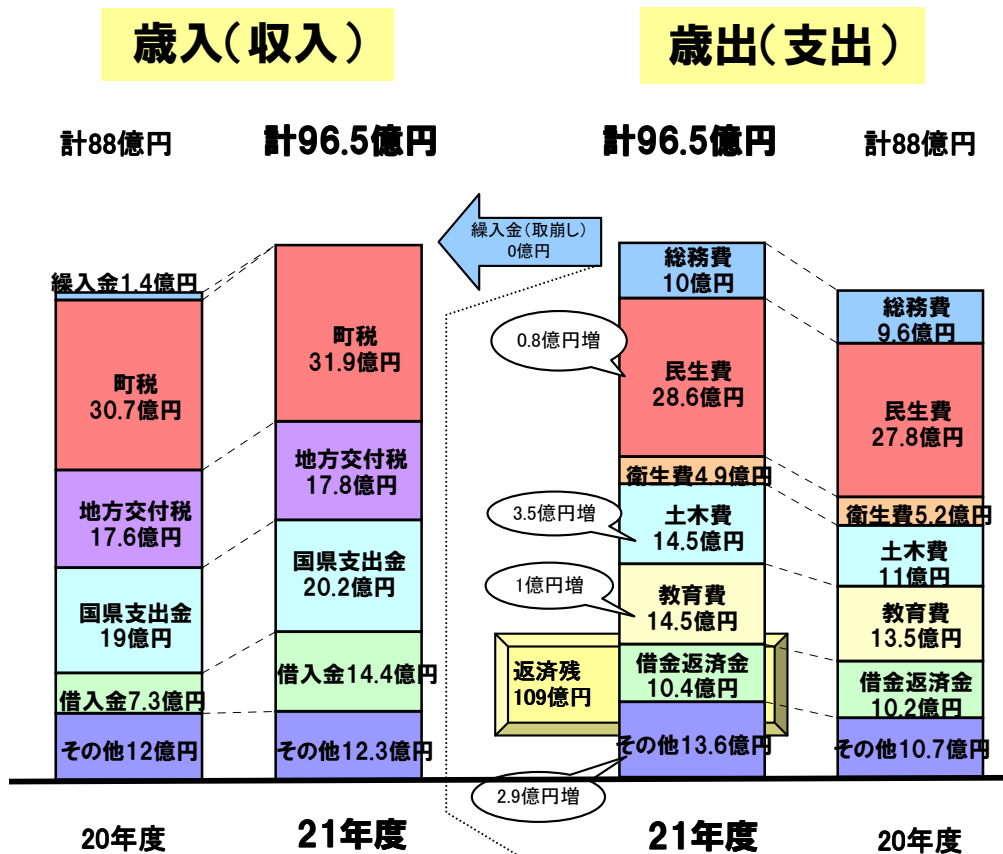 歳入(収入)
歳出(支出)
計88億円
計96.5億円
計96.5億円
計88億円
繰入金(取崩し)
0億円
繰入金1.4億円
町税
30.7億円
地方交付税
17.6億円
国県支出金
19億円
借入金7.3億円
その他12億円
町税
31.9億円
地方交付税
17.8億円
国県支出金
20.2億円
借入金14.4億円
その他12.3億円
0.8億円増
3.5億円増
1億円増
返済残
109億円
2.9億円増
総務費
10億円
民生費
28.6億円
衛生費4.9億円
土木費
14.5億円
教育費
14.5億円
借金返済金
10.4億円
その他13.6億円
総務費
9.6億円
民生費
27.8億円
衛生費5.2億円
土木費
11億円
教育費
13.5億円
借金返済金
10.2億円
その他10.7億円
20年度
21年度
21年度
20年度